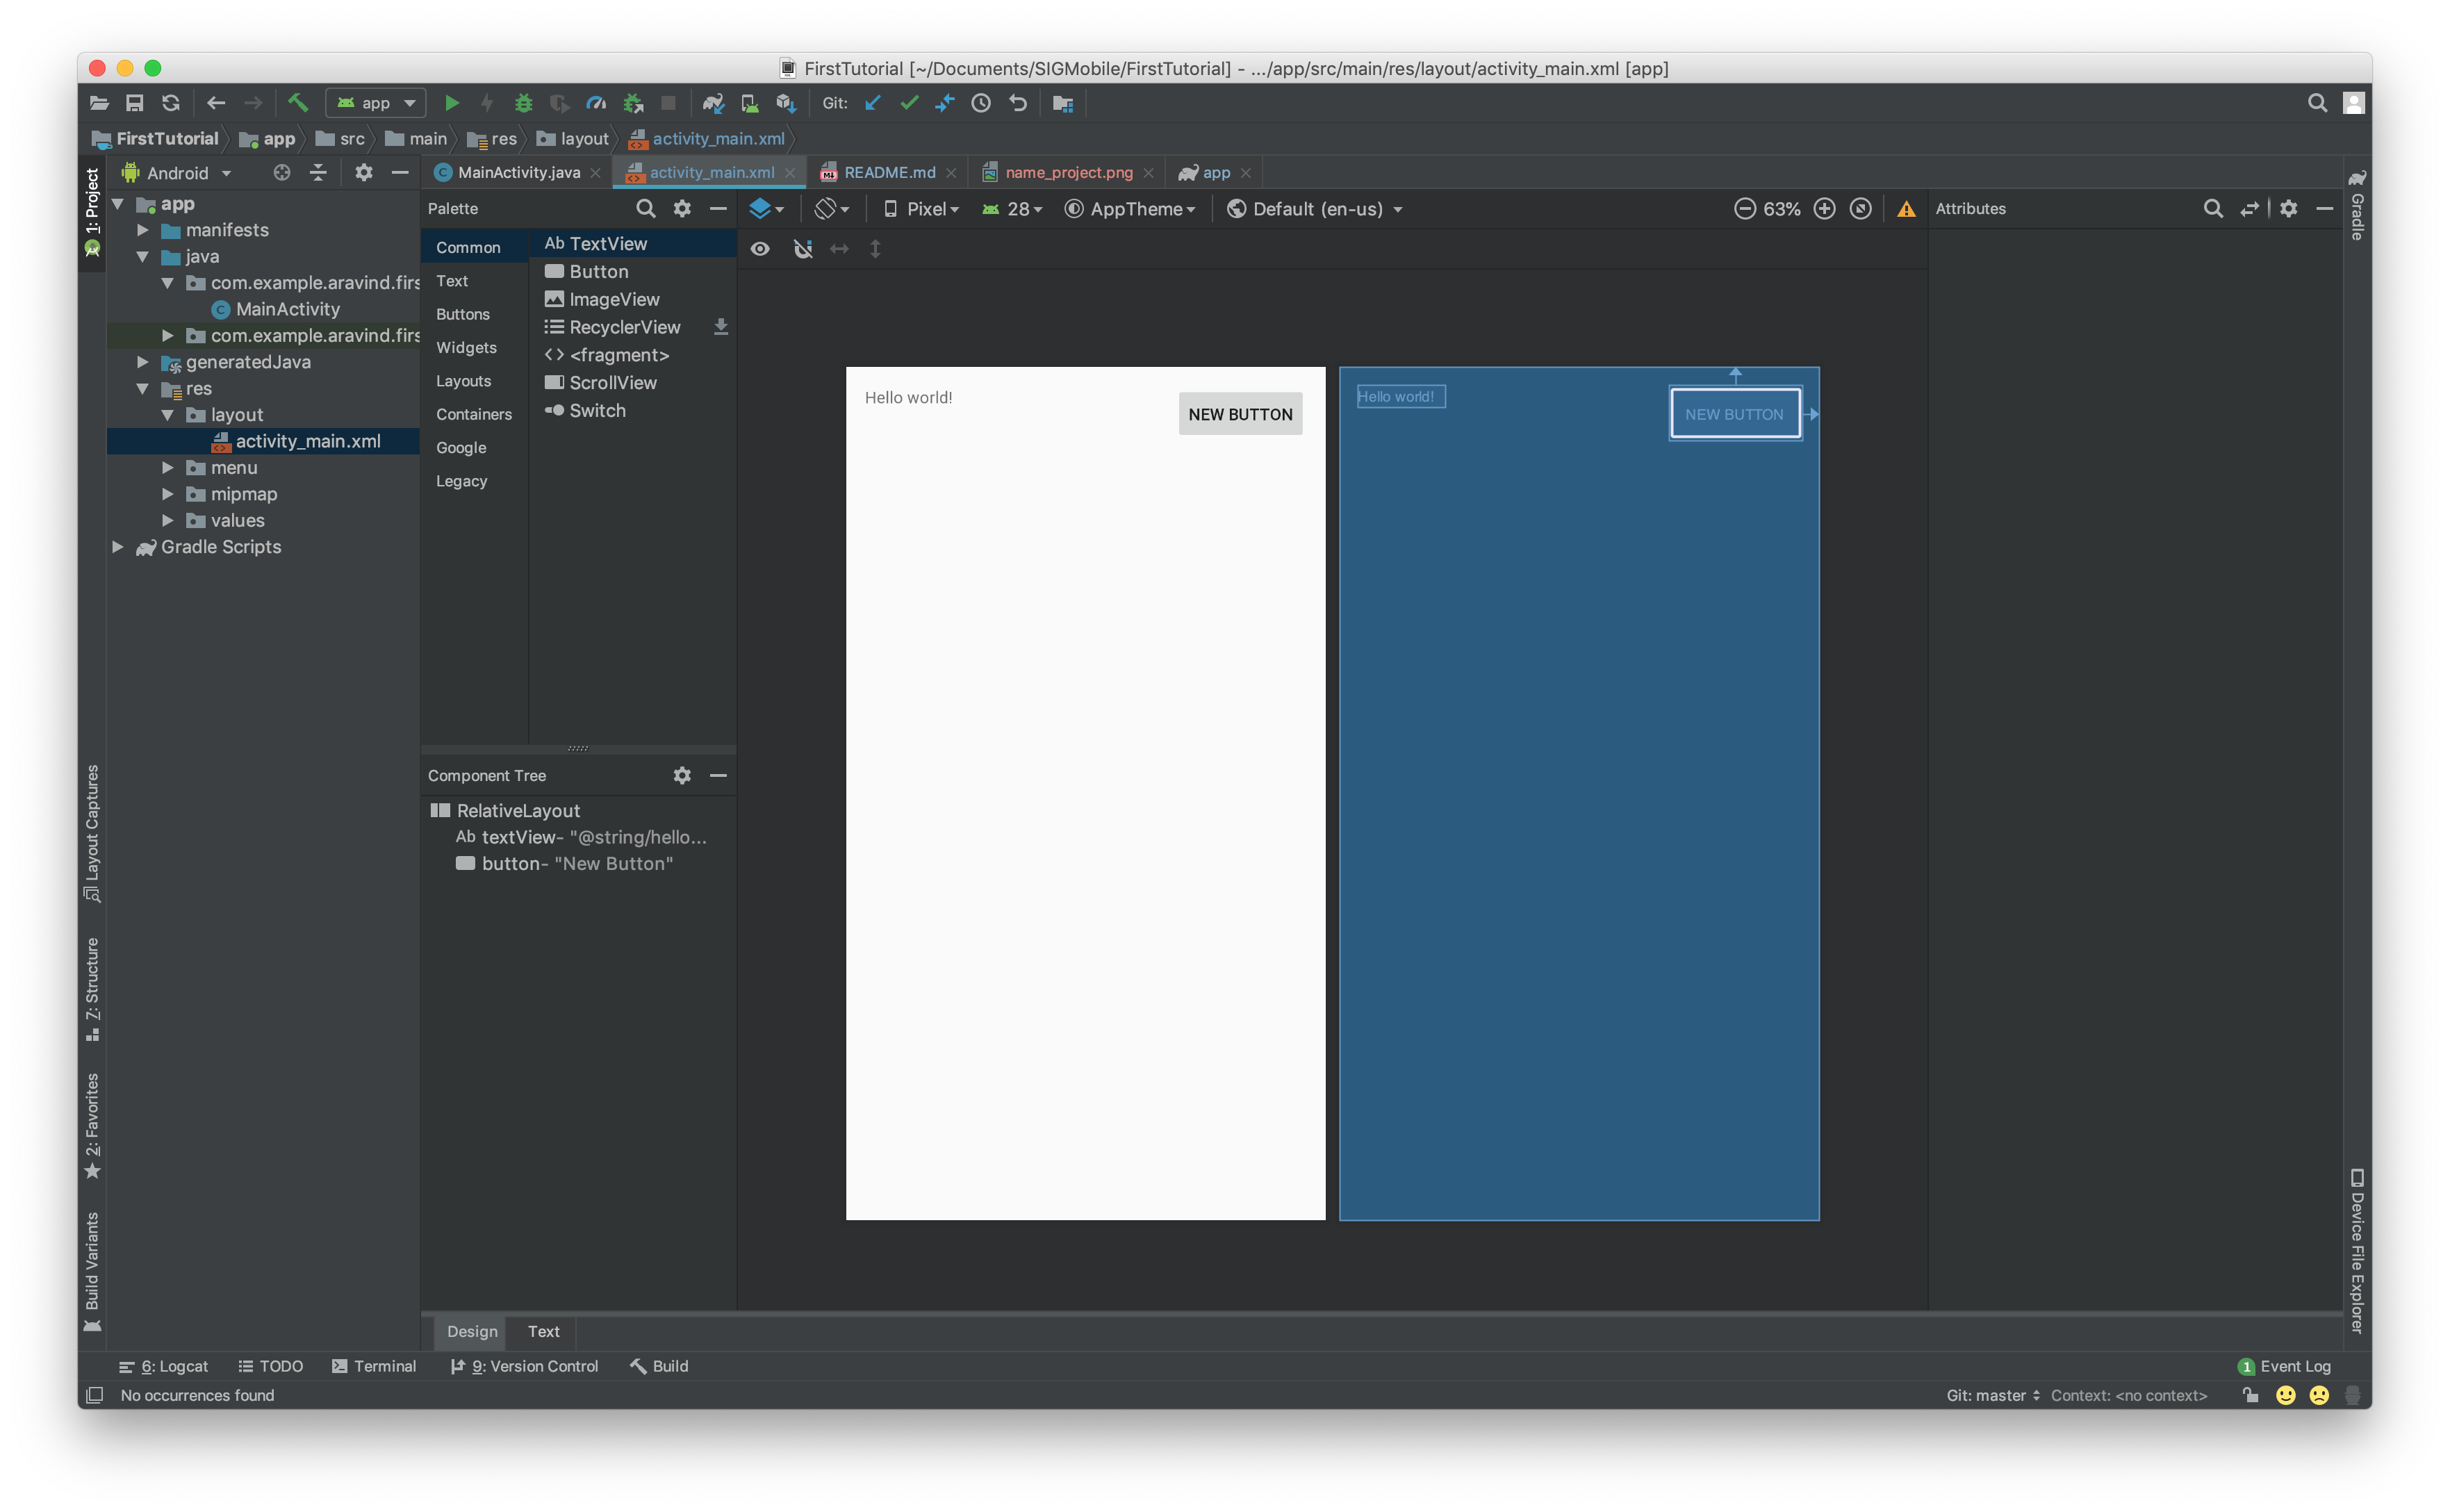 FirstTutorial [~/Documents/SIGMobile/FirstTutorial] - .../app/src/main/res/layout/activity_main.xml [app]
app
Git:
FirstTutorial app src main res layout activity_main.xml
1: Project
Android
MainActivity.java activity_main.xml README.md name_project.png app
app
manifests
java
com.example.aravind.firs
MainActivity
com.example.aravind.firs
generatedJava
res
layout
activity_main.xml
menu
mipmap
values
Gradle Scripts
Palette
Common
Text
Buttons
Widgets
Layouts
Containers
Google
Legacy
Ab TextView
Button
ImageView
RecyclerView
<fragment>
ScrollView
Switch
Pixel 28 AppTheme Default (en-us) 63%
Attributes
Gradle
Hello world!
NEW BUTTON
Hello world!
NEW BUTTON
Component Tree
RelativeLayout
Ab textView- "@string/hello...
button- "New Button"
Layout Captures
7: Structure
2: Favorites
Build Variants
Device File Explorer
Design Text
6: Logcat TODO Terminal 9: Version Control Build
1 Event Log
No occurrences found
Git: master Context: <no context>